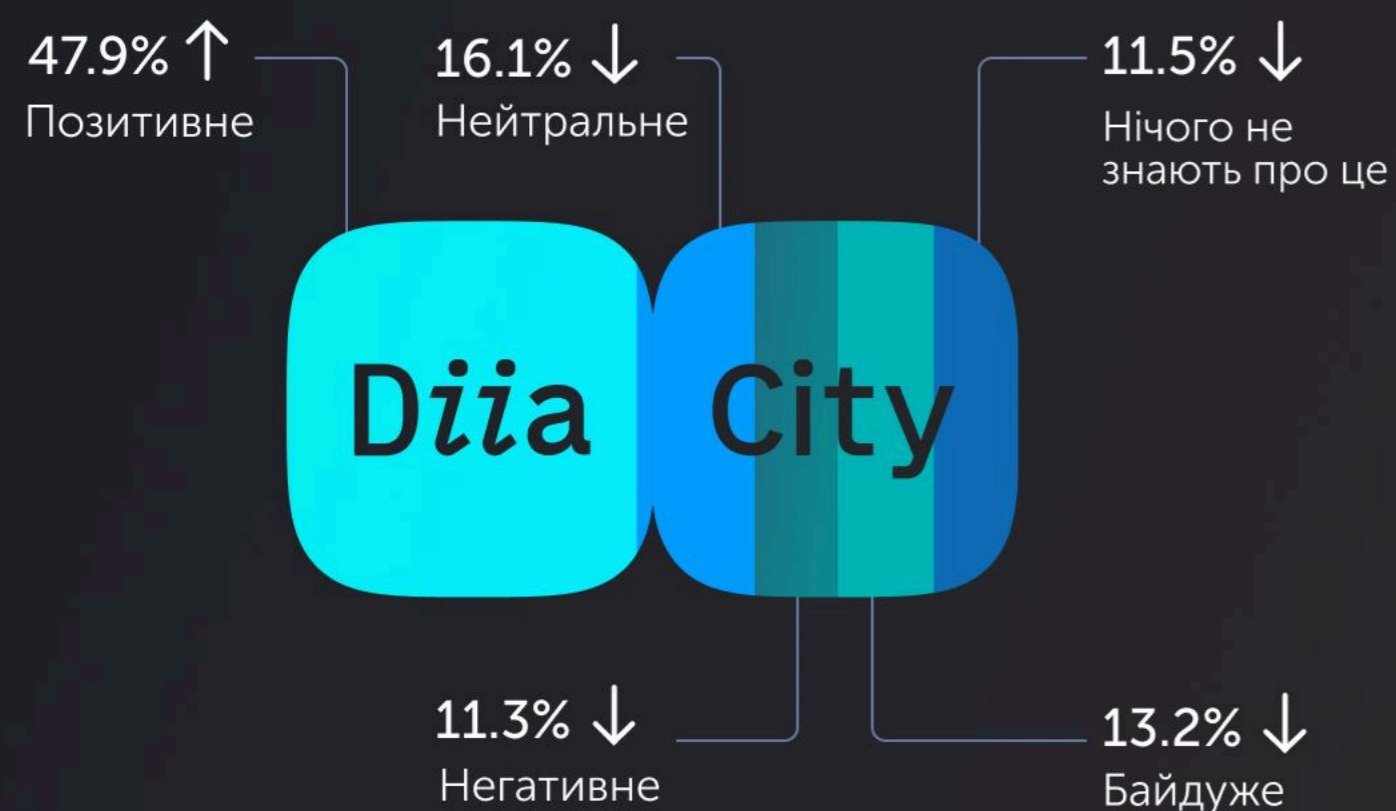 47.9% ↑
Позитивне
16.1% ↓
Нейтральне
11.5% ↓
Нічого не
знають про це
Diia City
11.3% ↓
Негативне
13.2% ↓
Байдуже